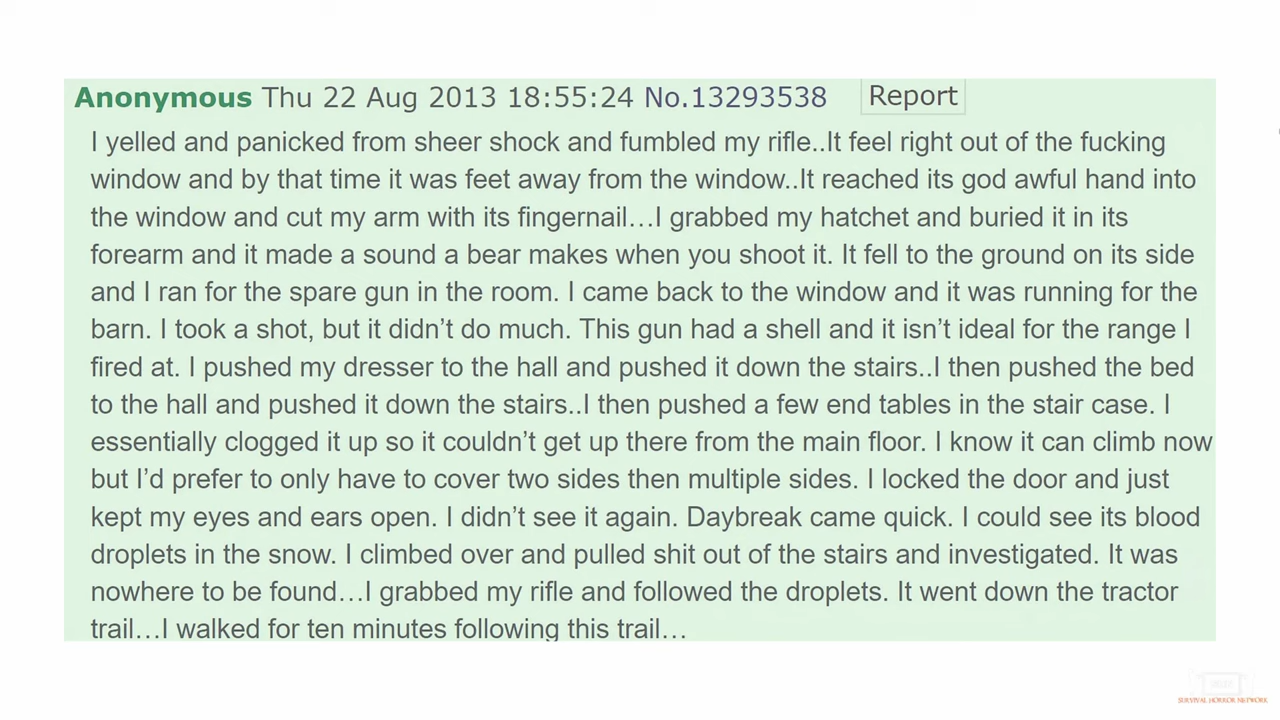 Anonymous Thu 22 Aug 2013 18:55:24 No.13293538 Report
I yelled and panicked from sheer shock and fumbled my rifle..It feel right out of the fucking
window and by that time it was feet away from the window..It reached its god awful hand into
the window and cut my arm with its fingernail…I grabbed my hatchet and buried it in its
forearm and it made a sound a bear makes when you shoot it. It fell to the ground on its side
and I ran for the spare gun in the room. I came back to the window and it was running for the
barn. I took a shot, but it didn’t do much. This gun had a shell and it isn’t ideal for the range I
fired at. I pushed my dresser to the hall and pushed it down the stairs..I then pushed the bed
to the hall and pushed it down the stairs..I then pushed a few end tables in the stair case. I
essentially clogged it up so it couldn’t get up there from the main floor. I know it can climb now
but I’d prefer to only have to cover two sides then multiple sides. I locked the door and just
kept my eyes and ears open. I didn’t see it again. Daybreak came quick. I could see its blood
droplets in the snow. I climbed over and pulled shit out of the stairs and investigated. It was
nowhere to be found…I grabbed my rifle and followed the droplets. It went down the tractor
trail…I walked for ten minutes following this trail…
SURVIVAL HORROR NETWORK